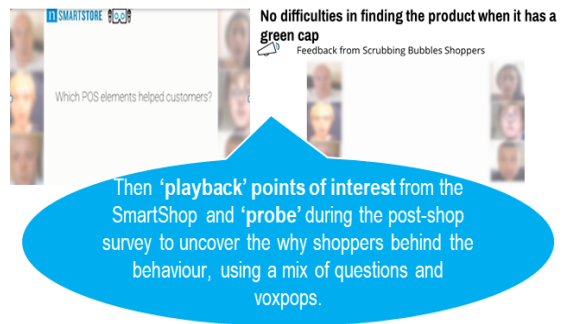 n SMARTSTORE
Which POS elements helped customers?
No difficulties in finding the product when it has a
green cap
Feedback from Scrubbing Bubbles Shoppers
Then ‘playback’ points of interest from the
SmartShop and ‘probe’ during the post-shop
survey to uncover the why shoppers behind the
behaviour, using a mix of questions and
voxpops.